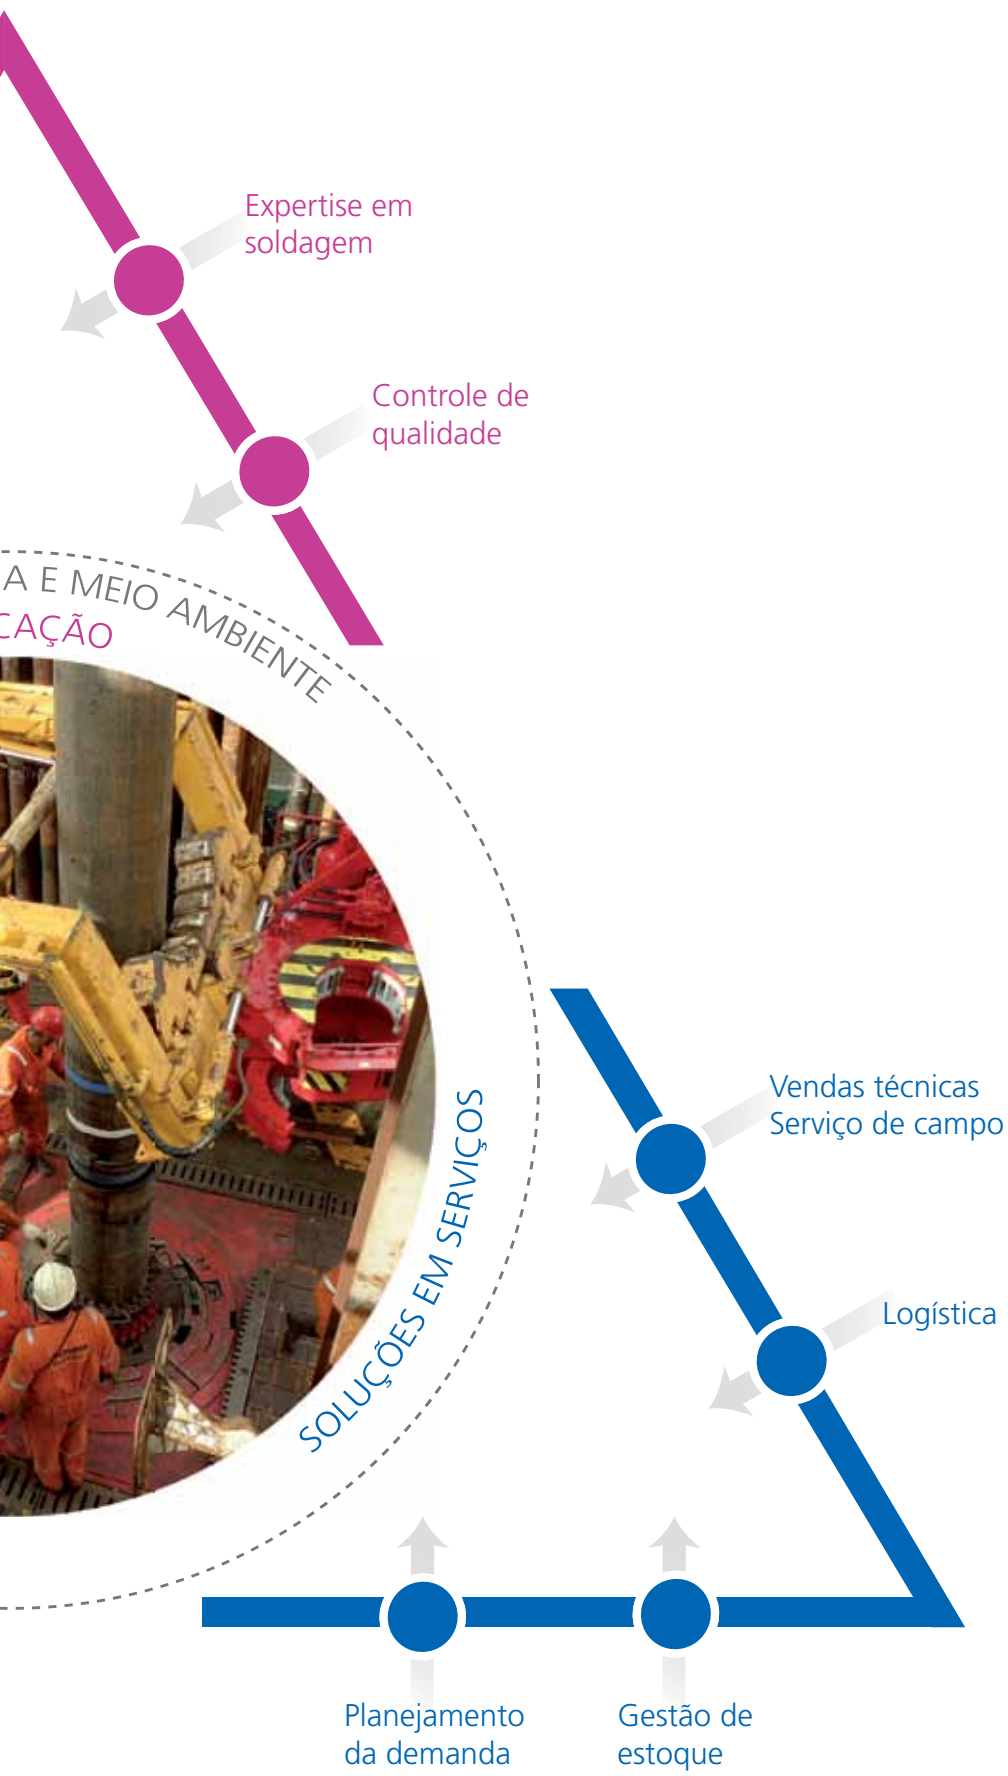 Expertise em
soldagem
Controle de
qualidade
A E MEIO AMBIENTE
CAÇÃO
Vendas técnicas
Serviço de campo
SOLUÇÕES EM SERVIÇOS
Logística
Planejamento
da demanda
Gestão de
estoque